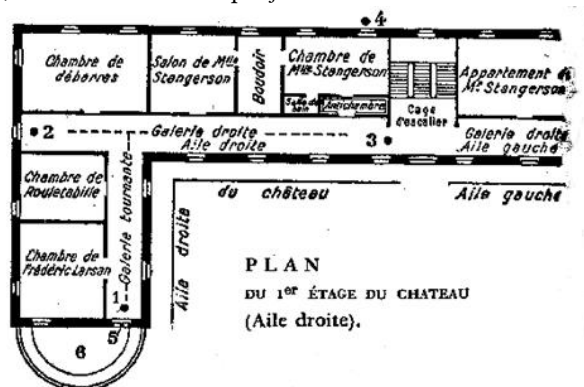 4
Chambre de
débarras
Salon de Mlle
Stangerson
Boudoir
Chambre de
Mlle Stangerson
Salle de
bain
Antichambre
Cage
d'escalier
Appartement de
Mr Stangerson
2
Galerie droite
Aile droite
3
Galerie droite
Aile gauche
Chambre de
Rouletabille
Galerie tournante
Chambre de
Frédéric Larsan
1
5
6
Aile droite
du château
Aile gauche
PLAN
DU 1er ÉTAGE DU CHATEAU
(Aile droite).